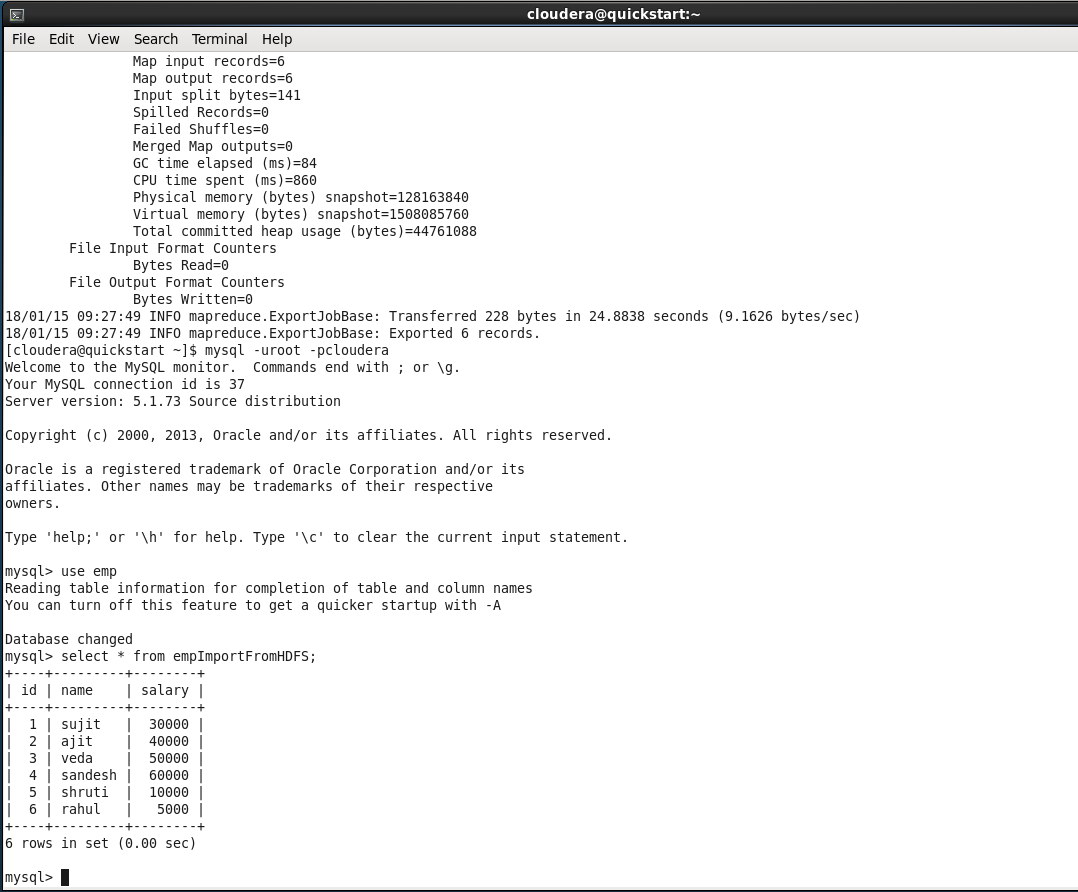 cloudera@quickstart:~
File Edit View Search Terminal Help
Map input records=6
Map output records=6
Input split bytes=141
Spilled Records=0
Failed Shuffles=0
Merged Map outputs=0
GC time elapsed (ms)=84
CPU time spent (ms)=860
Physical memory (bytes) snapshot=128163840
Virtual memory (bytes) snapshot=1508085760
Total committed heap usage (bytes)=44761088
File Input Format Counters
Bytes Read=0
File Output Format Counters
Bytes Written=0
18/01/15 09:27:49 INFO mapreduce.ExportJobBase: Transferred 228 bytes in 24.8838 seconds (9.1626 bytes/sec)
18/01/15 09:27:49 INFO mapreduce.ExportJobBase: Exported 6 records.
[cloudera@quickstart ~]$ mysql -uroot -pcloudera
Welcome to the MySQL monitor.  Commands end with ; or \g.
Your MySQL connection id is 37
Server version: 5.1.73 Source distribution
Copyright (c) 2000, 2013, Oracle and/or its affiliates. All rights reserved.
Oracle is a registered trademark of Oracle Corporation and/or its
affiliates. Other names may be trademarks of their respective
owners.
Type 'help;' or '\h' for help. Type '\c' to clear the current input statement.
mysql> use emp
Reading table information for completion of table and column names
You can turn off this feature to get a quicker startup with -A
Database changed
mysql> select * from empImportFromHDFS;
+----+---------+--------+
| id | name    | salary |
+----+---------+--------+
|  1 | sujit   |  30000 |
|  2 | ajit    |  40000 |
|  3 | veda    |  50000 |
|  4 | sandesh |  60000 |
|  5 | shruti  |  10000 |
|  6 | rahul   |   5000 |
+----+---------+--------+
6 rows in set (0.00 sec)
mysql>